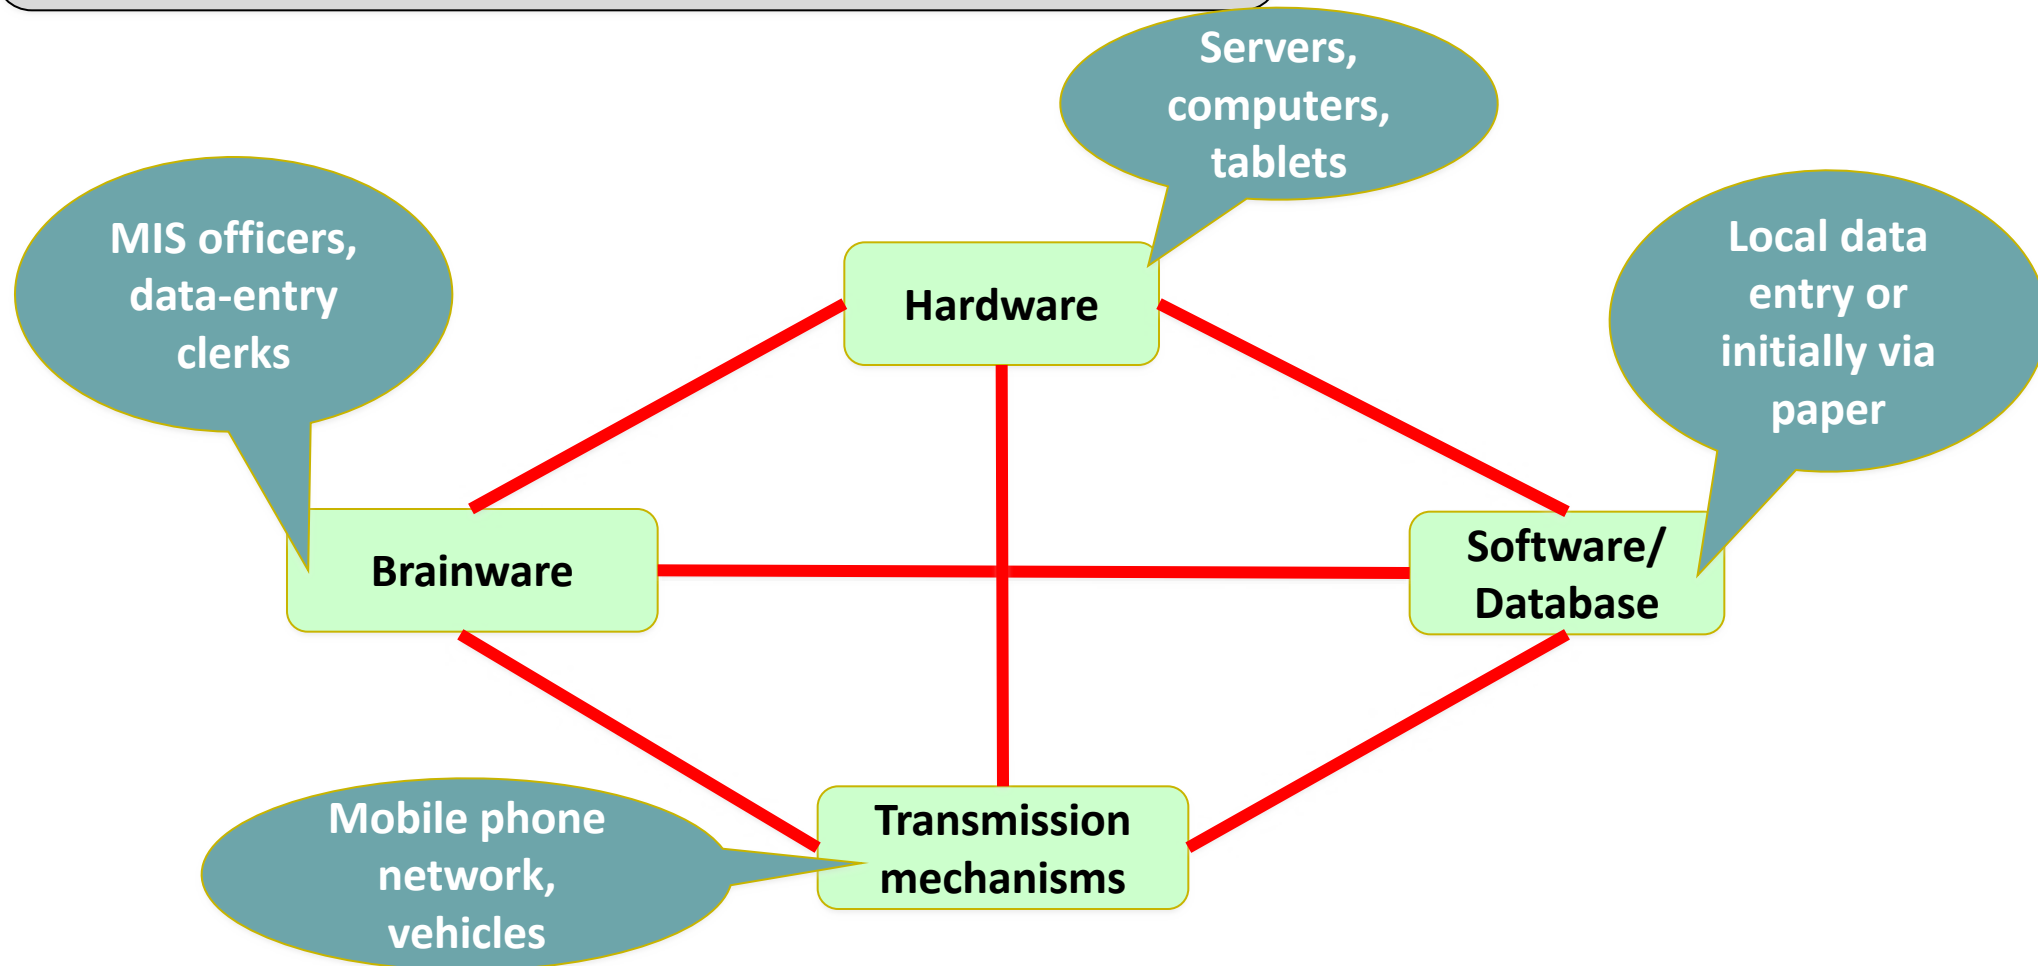 Servers,
computers,
tablets
MIS officers,
data-entry
clerks
Local data
entry or
initially via
paper
Hardware
Brainware
Software/
Database
Transmission
mechanisms
Mobile phone
network,
vehicles